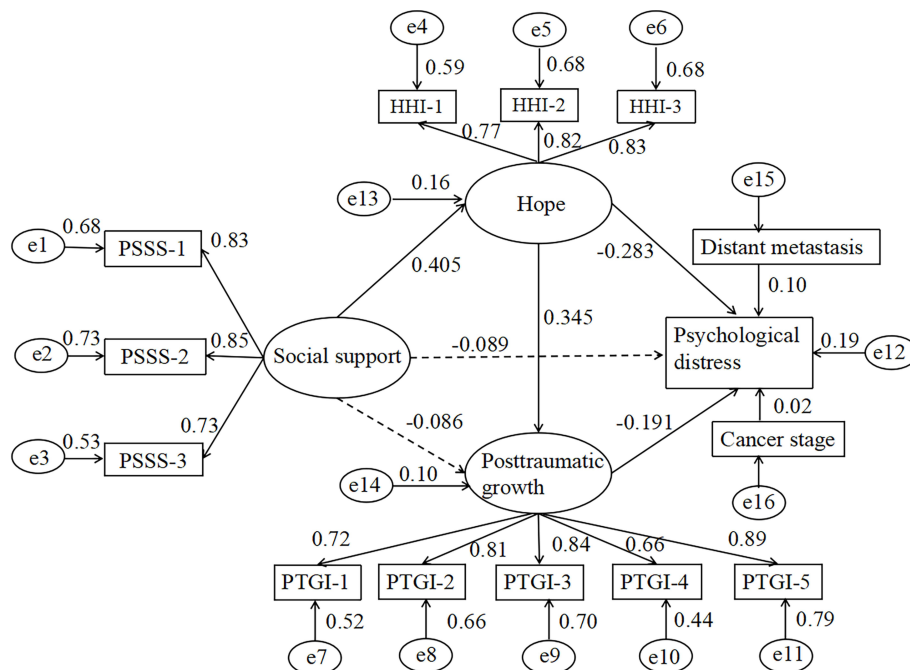 e4
e5
e6
0.59
0.68
0.68
HHI-1
HHI-2
HHI-3
0.77
0.82
0.83
e13
0.16
Hope
e15
e1
0.68
PSSS-1
0.83
0.405
-0.283
Distant metastasis
0.10
e2
0.73
PSSS-2
0.85
Social support
-0.089
0.345
Psychological
distress
0.19
e12
e3
0.53
PSSS-3
0.73
-0.086
-0.191
0.02
Cancer stage
e14
0.10
Posttraumatic
growth
e16
0.72
0.81
0.84
0.66
0.89
PTGI-1
PTGI-2
PTGI-3
PTGI-4
PTGI-5
0.52
0.66
0.70
0.44
0.79
e7
e8
e9
e10
e11